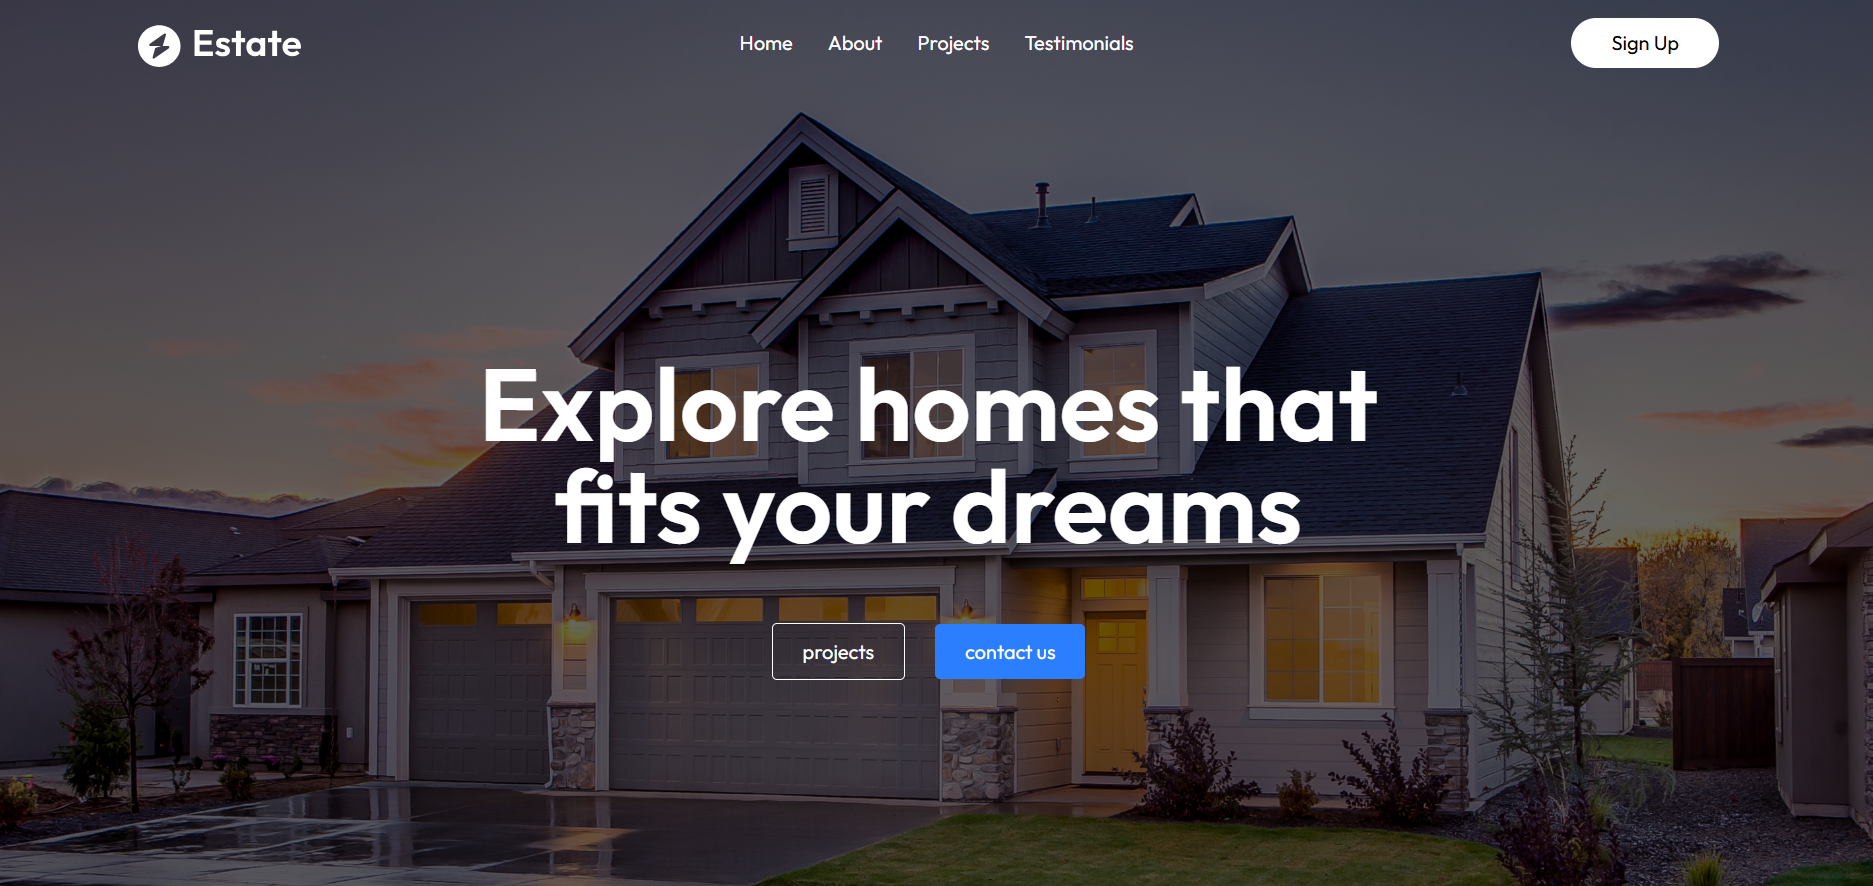 Estate
Home About Projects Testimonials
Sign Up
Explore homes that
fits your dreams
projects
contact us